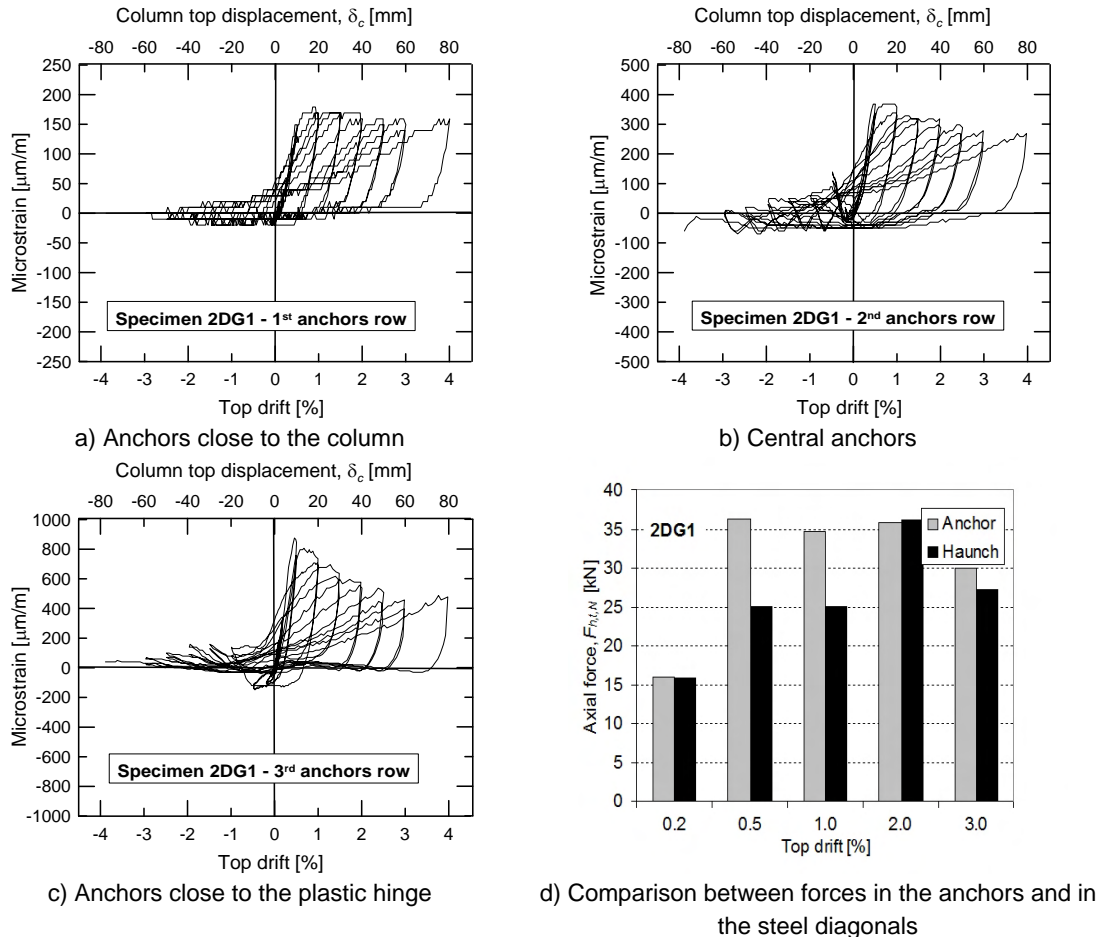 Column top displacement, δc [mm]
-80 -60 -40 -20 0 20 40 60 80
250
200
150
100
50
0
-50
-100
-150
-200
-250
Microstrain [μm/m]
Specimen 2DG1 - 1st anchors row
-4 -3 -2 -1 0 1 2 3 4
Top drift [%]
a) Anchors close to the column
Column top displacement, δc [mm]
-80 -60 -40 -20 0 20 40 60 80
500
400
300
200
100
0
-100
-200
-300
-400
-500
Microstrain [μm/m]
Specimen 2DG1 - 2nd anchors row
-4 -3 -2 -1 0 1 2 3 4
Top drift [%]
b) Central anchors
Column top displacement, δc [mm]
-80 -60 -40 -20 0 20 40 60 80
1000
800
600
400
200
0
-200
-400
-600
-800
-1000
Microstrain [μm/m]
Specimen 2DG1 - 3rd anchors row
-4 -3 -2 -1 0 1 2 3 4
Top drift [%]
c) Anchors close to the plastic hinge
40
35
30
25
20
15
10
5
0
Axial force, Fh,t,N [kN]
2DG1
Anchor
Haunch
0.2 0.5 1.0 2.0 3.0
Top drift [%]
d) Comparison between forces in the anchors and in
the steel diagonals